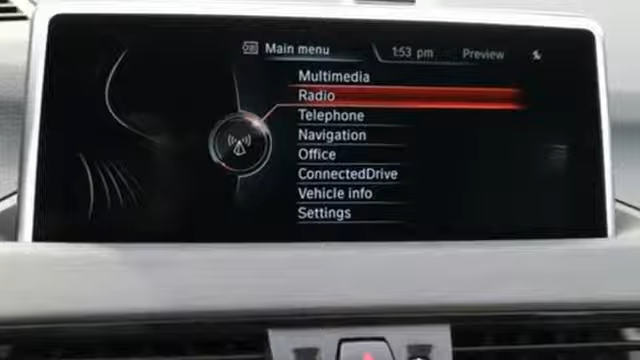 Main menu 1:53 pm Preview
Multimedia
Radio
Telephone
Navigation
Office
ConnectedDrive
Vehicle info
Settings